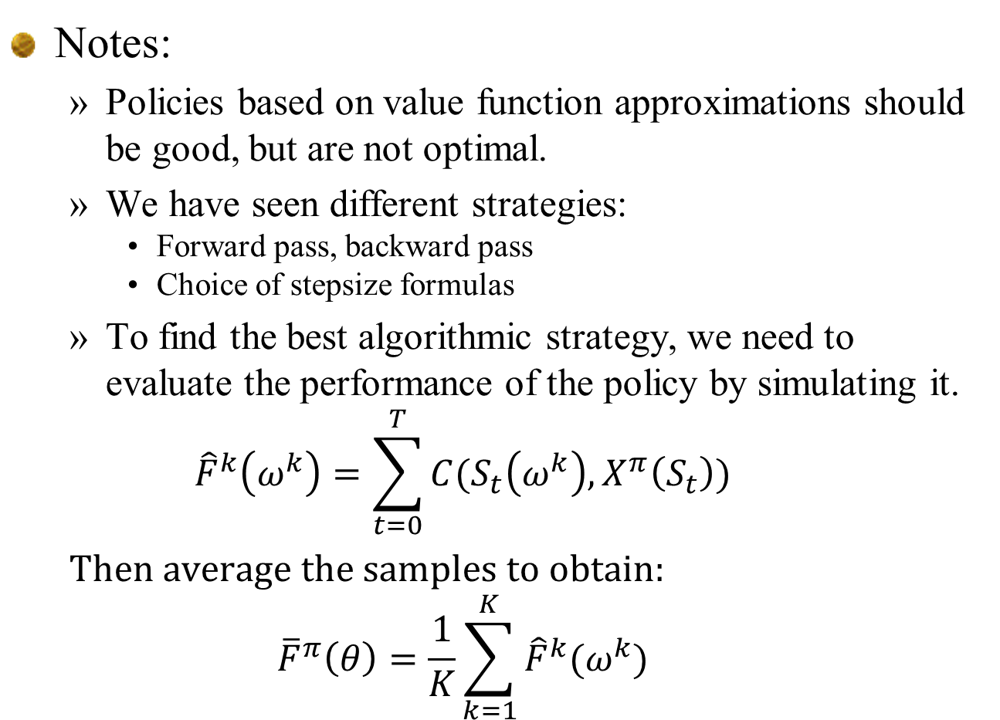 Notes:
» Policies based on value function approximations should
be good, but are not optimal.
» We have seen different strategies:
• Forward pass, backward pass
• Choice of stepsize formulas
» To find the best algorithmic strategy, we need to
evaluate the performance of the policy by simulating it.
$\hat{F}^k(\omega^k) = \sum_{t=0}^{T} C(S_t(\omega^k), X^\pi(S_t))$
Then average the samples to obtain:
$\bar{F}^\pi(\theta) = \frac{1}{K} \sum_{k=1}^{K} \hat{F}^k(\omega^k)$